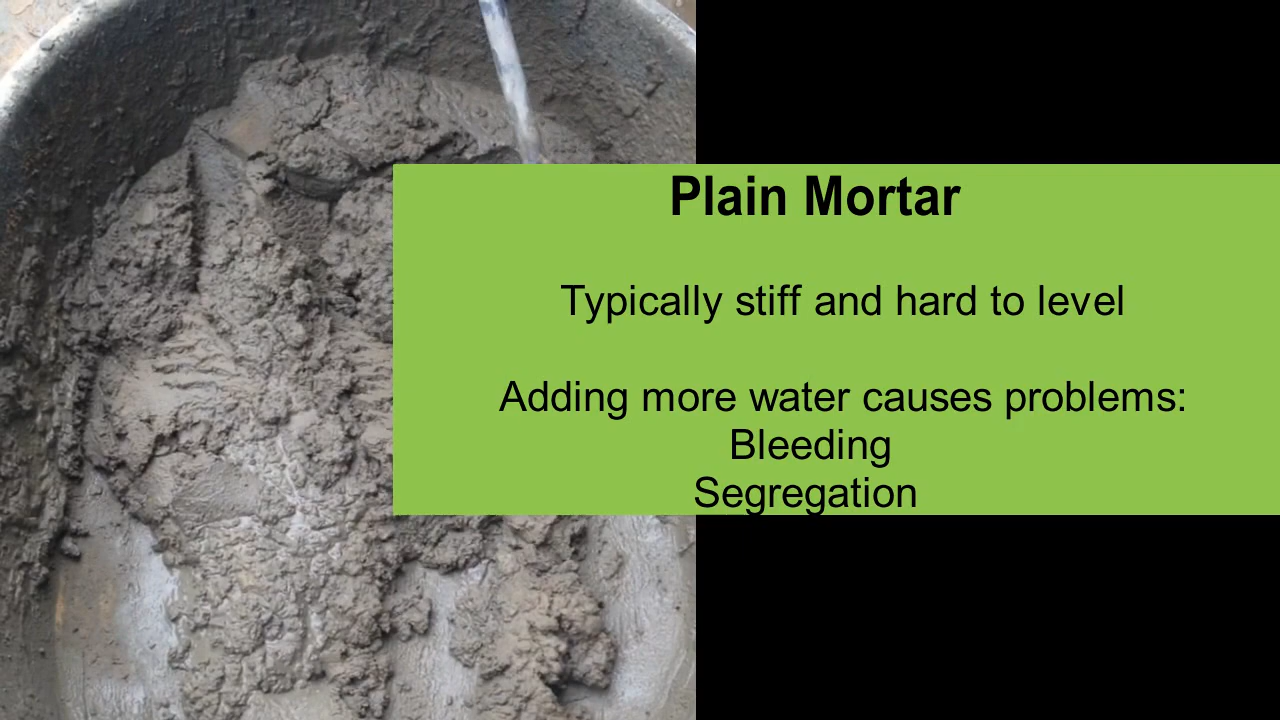 Plain Mortar
Typically stiff and hard to level
Adding more water causes problems:
Bleeding
Segregation